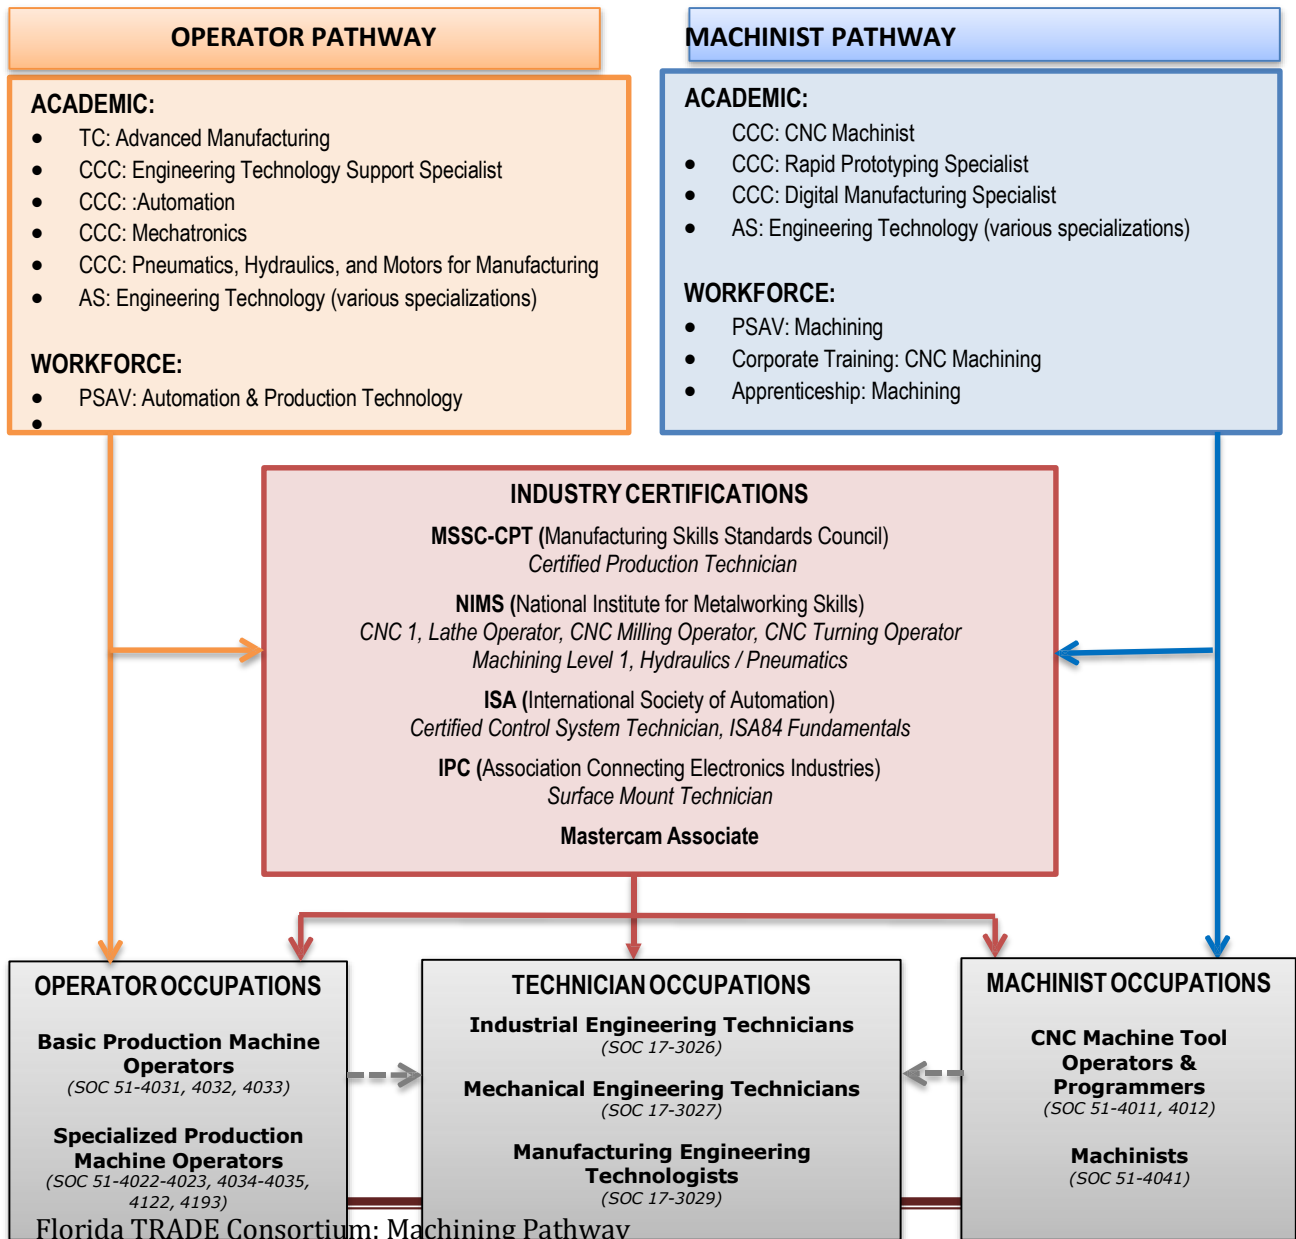 OPERATOR PATHWAY
ACADEMIC:
• TC: Advanced Manufacturing
• CCC: Engineering Technology Support Specialist
• CCC: :Automation
• CCC: Mechatronics
• CCC: Pneumatics, Hydraulics, and Motors for Manufacturing
• AS: Engineering Technology (various specializations)
WORKFORCE:
• PSAV: Automation & Production Technology
•
MACHINIST PATHWAY
ACADEMIC:
CCC: CNC Machinist
• CCC: Rapid Prototyping Specialist
• CCC: Digital Manufacturing Specialist
• AS: Engineering Technology (various specializations)
WORKFORCE:
• PSAV: Machining
• Corporate Training: CNC Machining
• Apprenticeship: Machining
INDUSTRY CERTIFICATIONS
MSSC-CPT (Manufacturing Skills Standards Council)
Certified Production Technician
NIMS (National Institute for Metalworking Skills)
CNC 1, Lathe Operator, CNC Milling Operator, CNC Turning Operator
Machining Level 1, Hydraulics / Pneumatics
ISA (International Society of Automation)
Certified Control System Technician, ISA84 Fundamentals
IPC (Association Connecting Electronics Industries)
Surface Mount Technician
Mastercam Associate
OPERATOR OCCUPATIONS
Basic Production Machine
Operators
(SOC 51-4031, 4032, 4033)
Specialized Production
Machine Operators
(SOC 51-4022-4023, 4034-4035,
4122, 4193)
TECHNICIAN OCCUPATIONS
Industrial Engineering Technicians
(SOC 17-3026)
Mechanical Engineering Technicians
(SOC 17-3027)
Manufacturing Engineering
Technologists
(SOC 17-3029)
MACHINIST OCCUPATIONS
CNC Machine Tool
Operators &
Programmers
(SOC 51-4011, 4012)
Machinists
(SOC 51-4041)
Florida TRADE Consortium: Machining Pathway